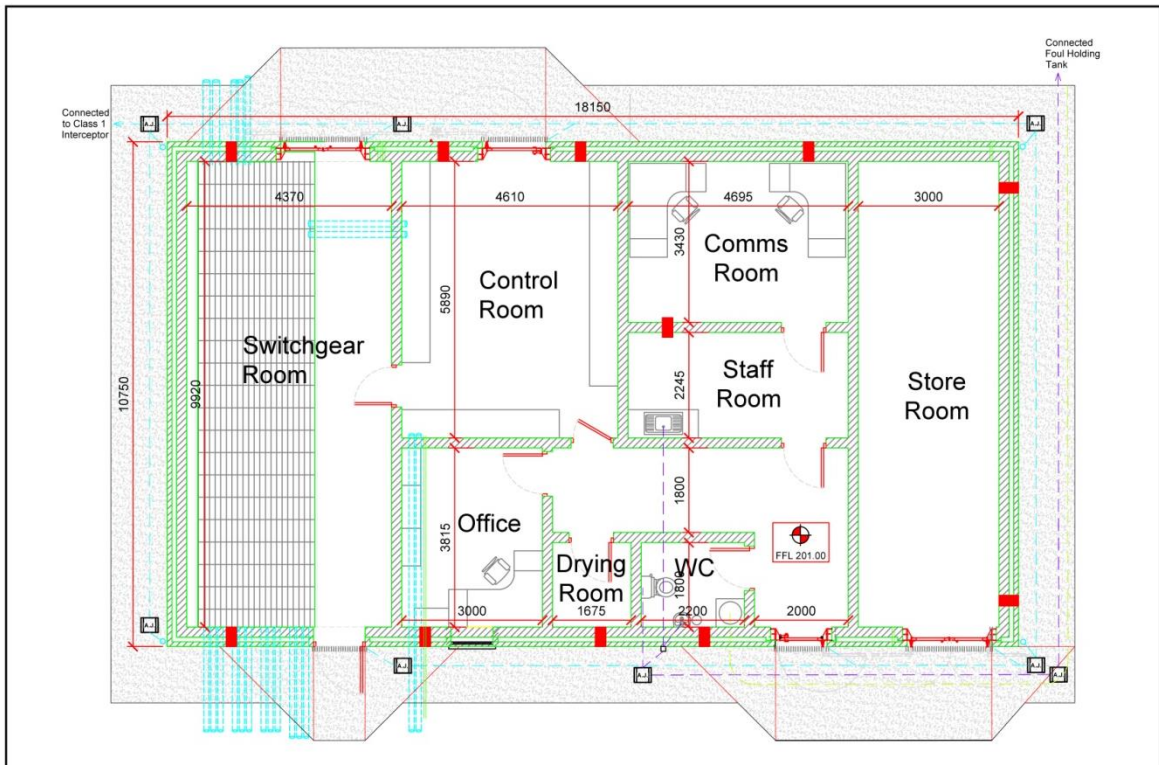 Connected
Foul Holding
Tank
Connected
to Class 1
Interceptor
18150
A.J.
A.J.
A.J.
4370
4610
4695
3000
3430
Comms
Room
Control
Room
5890
Switchgear
Room
10750
9920
Staff
Room
2245
Store
Room
1800
Office
3815
FFL 201.00
Drying
Room
WC
1800
3000
1675
2200
2000
A.J.
A.J.
A.J.
A.J.
A.J.